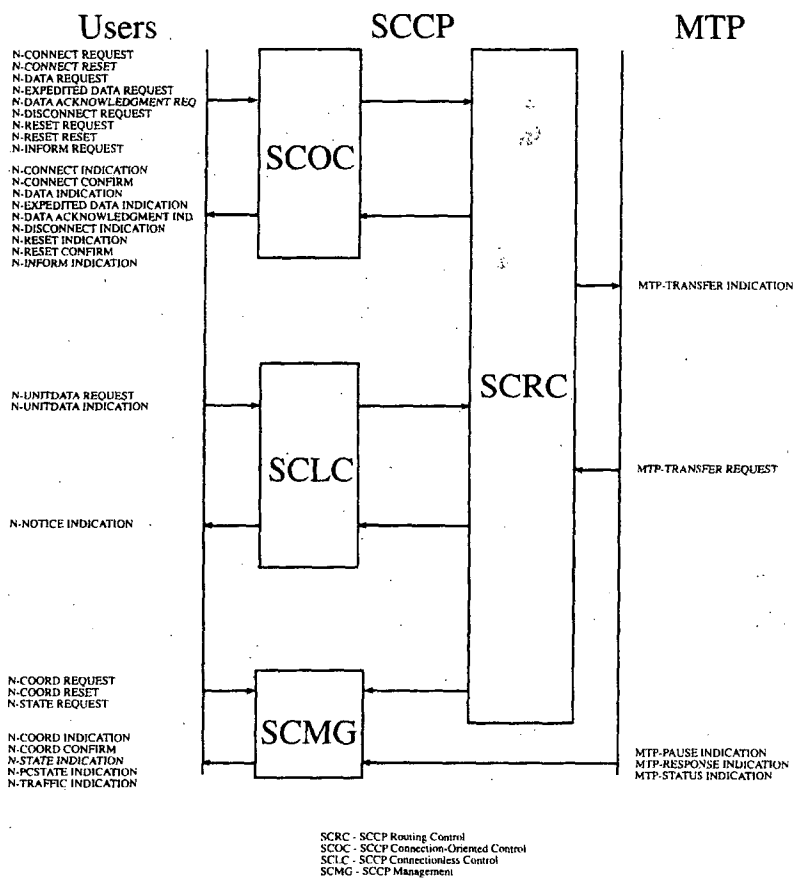 Users
SCCP
MTP
N-CONNECT REQUEST
N-CONNECT RESET
N-DATA REQUEST
N-EXPEDITED DATA REQUEST
N-DATA ACKNOWLEDGMENT REQ
N-DISCONNECT REQUEST
N-RESET REQUEST
N-RESET RESET
N-INFORM REQUEST
N-CONNECT INDICATION
N-CONNECT CONFIRM
N-DATA INDICATION
N-EXPEDITED DATA INDICATION
N-DATA ACKNOWLEDGMENT IND
N-DISCONNECT INDICATION
N-RESET INDICATION
N-RESET CONFIRM
N-INFORM INDICATION
SCOC
MTP-TRANSFER INDICATION
SCRC
N-UNITDATA REQUEST
N-UNITDATA INDICATION
SCLC
MTP-TRANSFER REQUEST
N-NOTICE INDICATION
N-COORD REQUEST
N-COORD RESET
N-STATE REQUEST
SCMG
N-COORD INDICATION
N-COORD CONFIRM
N-STATE INDICATION
N-PCSTATE INDICATION
N-TRAFFIC INDICATION
MTP-PAUSE INDICATION
MTP-RESPONSE INDICATION
MTP-STATUS INDICATION
SCRC - SCCP Routing Control
SCOC - SCCP Connection-Oriented Control
SCLC - SCCP Connectionless Control
SCMG - SCCP Management